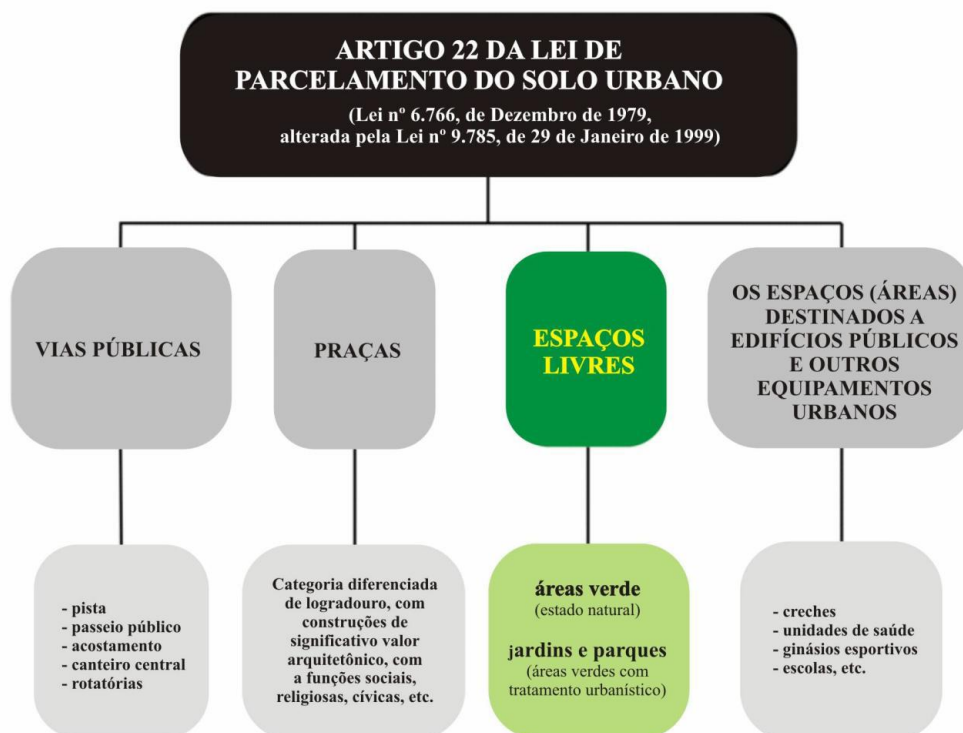 ARTIGO 22 DA LEI DE
PARCELAMENTO DO SOLO URBANO
(Lei nº 6.766, de Dezembro de 1979,
alterada pela Lei nº 9.785, de 29 de Janeiro de 1999)
VIAS PÚBLICAS
PRAÇAS
ESPAÇOS
LIVRES
OS ESPAÇOS (ÁREAS)
DESTINADOS A
EDIFÍCIOS PÚBLICOS
E OUTROS
EQUIPAMENTOS
URBANOS
- pista
- passeio público
- acostamento
- canteiro central
- rotatórias
Categoria diferenciada
de logradouro, com
construções de
significativo valor
arquitetônico, com
a funções sociais,
religiosas, cívicas, etc.
áreas verde
(estado natural)
jardins e parques
(áreas verdes com
tratamento urbanístico)
- creches
- unidades de saúde
- ginásios esportivos
- escolas, etc.